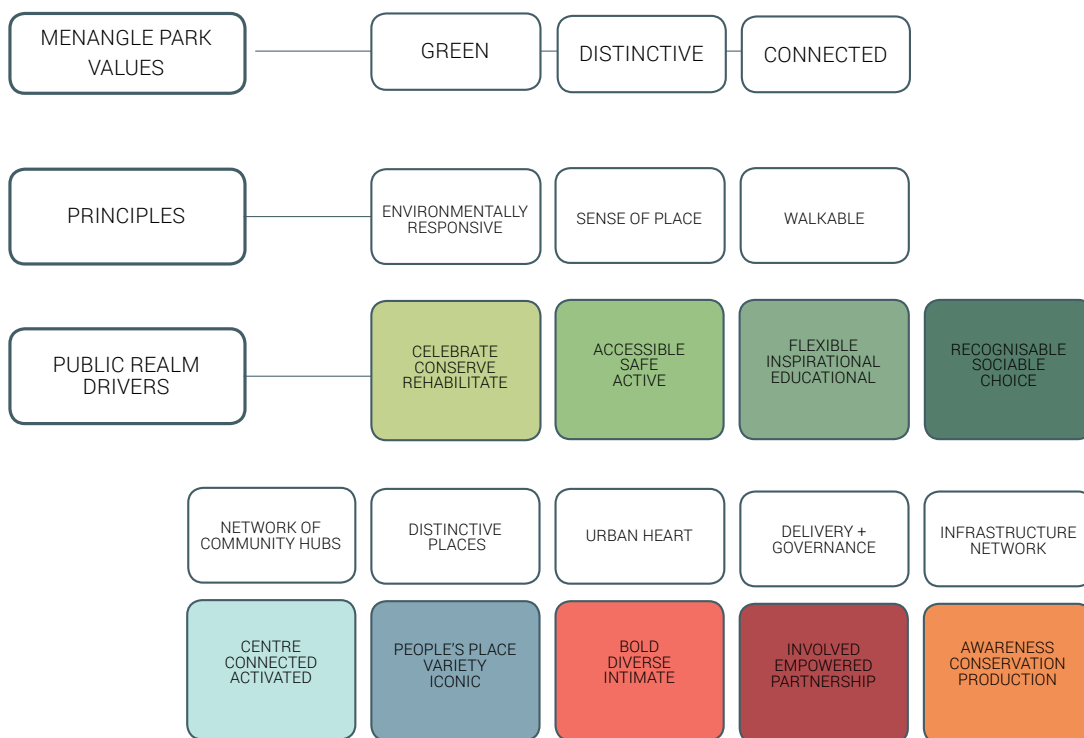 MENANGLE PARK
VALUES
GREEN
DISTINCTIVE
CONNECTED
PRINCIPLES
ENVIRONMENTALLY
RESPONSIVE
SENSE OF PLACE
WALKABLE
PUBLIC REALM
DRIVERS
CELEBRATE
CONSERVE
REHABILITATE
ACCESSIBLE
SAFE
ACTIVE
FLEXIBLE
INSPIRATIONAL
EDUCATIONAL
RECOGNISABLE
SOCIABLE
CHOICE
NETWORK OF
COMMUNITY HUBS
DISTINCTIVE
PLACES
URBAN HEART
DELIVERY +
GOVERNANCE
INFRASTRUCTURE
NETWORK
CENTRE
CONNECTED
ACTIVATED
PEOPLE'S PLACE
VARIETY
ICONIC
BOLD
DIVERSE
INTIMATE
INVOLVED
EMPOWERED
PARTNERSHIP
AWARENESS
CONSERVATION
PRODUCTION